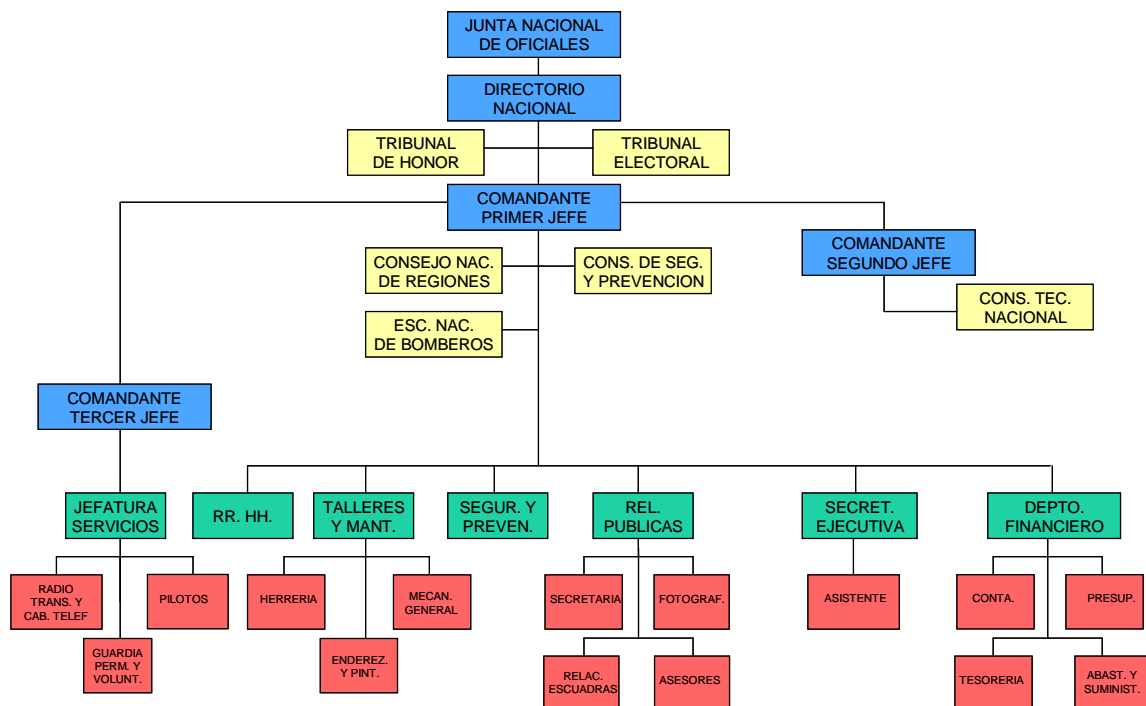 JUNTA NACIONAL
DE OFICIALES
DIRECTORIO
NACIONAL
TRIBUNAL
DE HONOR
TRIBUNAL
ELECTORAL
COMANDANTE
PRIMER JEFE
CONSEJO NAC.
DE REGIONES
CONS. DE SEG.
Y PREVENCION
COMANDANTE
SEGUNDO JEFE
CONS. TEC.
NACIONAL
ESC. NAC.
DE BOMBEROS
COMANDANTE
TERCER JEFE
JEFATURA
SERVICIOS
RR. HH.
TALLERES
Y MANT.
SEGUR. Y
PREVEN.
REL.
PUBLICAS
SECRET.
EJECUTIVA
DEPTO.
FINANCIERO
RADIO
TRANS. Y
CAB. TELEF
PILOTOS
HERRERIA
MECAN.
GENERAL
SECRETARIA
FOTOGRAF.
ASISTENTE
CONTA.
PRESUP.
GUARDIA
PERM. Y
VOLUNT.
ENDEREZ.
Y PINT.
RELAC.
ESCUADRAS
ASESORES
TESORERIA
ABAST. Y
SUMINIST.